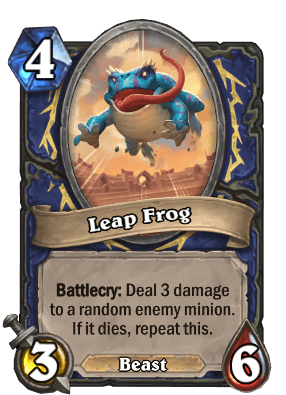 4
Leap Frog
Battlecry: Deal 3 damage
to a random enemy minion.
If it dies, repeat this.
3
Beast
6